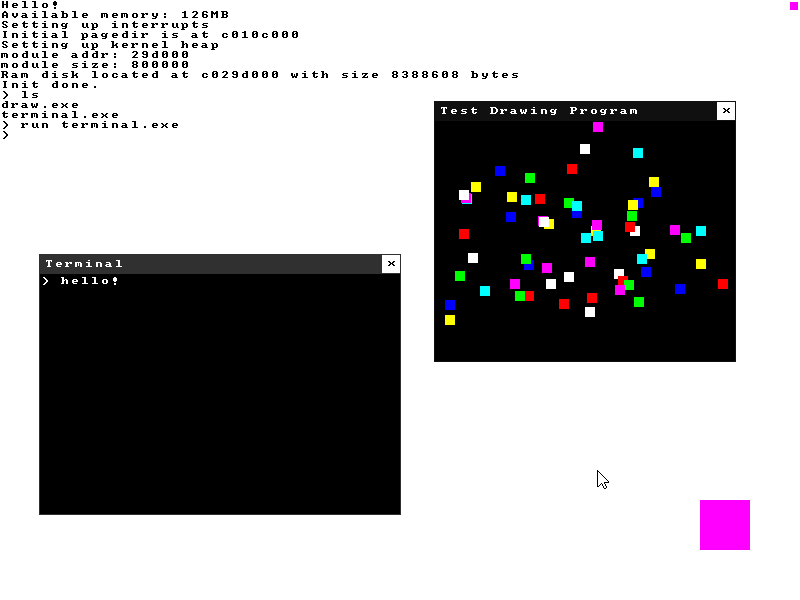 Hello!
Available memory: 126MB
Setting up interrupts
Initial pagedir is at c010c000
Setting up kernel heap
module addr: 29d000
module size: 800000
Ram disk located at c029d000 with size 8388608 bytes
Init done.
> ls
draw.exe
terminal.exe
> run terminal.exe
>
Test Drawing Program
Terminal
> hello!